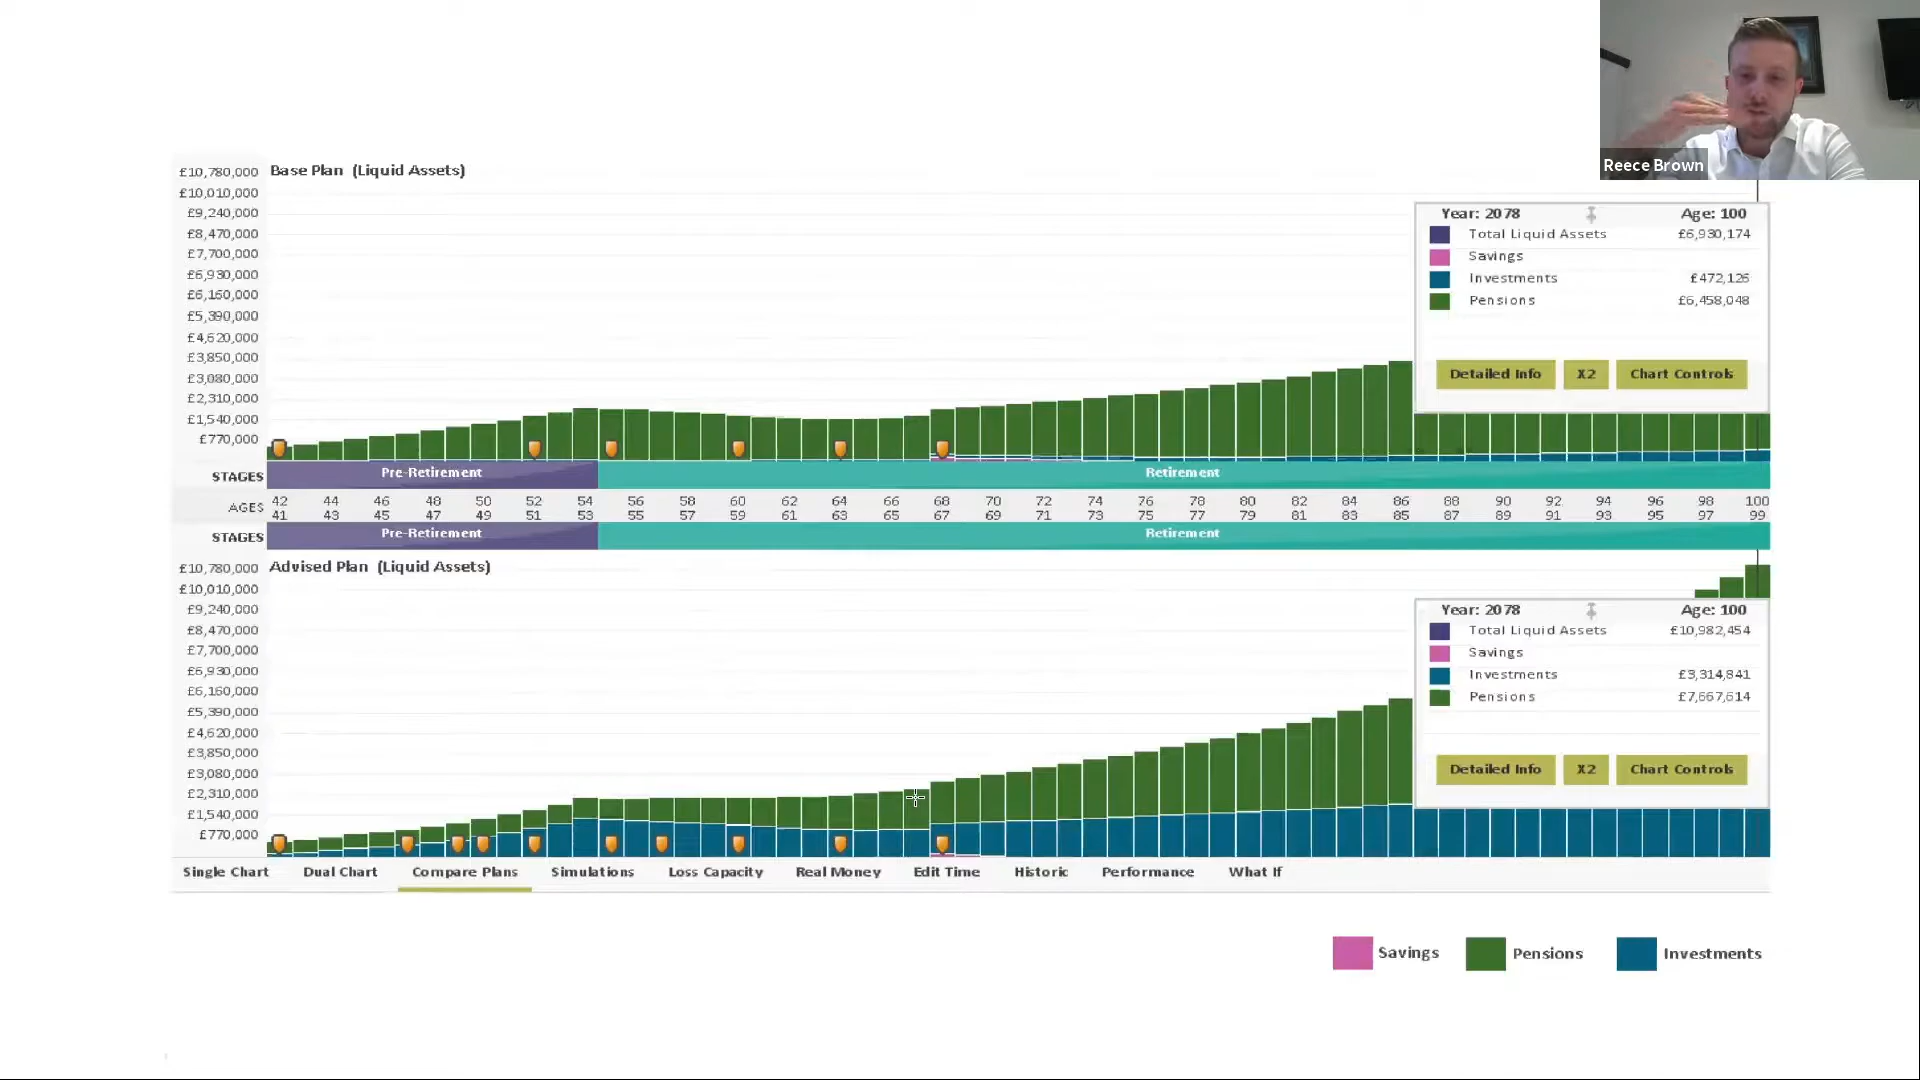 Reece Brown
£10,780,000 Base Plan (Liquid Assets)
£10,010,000
£9,240,000
£8,470,000
£7,700,000
£6,930,000
£6,160,000
£5,390,000
£4,620,000
£3,850,000
£3,080,000
£2,310,000
£1,540,000
£770,000
Year: 2078 Age: 100
Total Liquid Assets £6,930,174
Savings
Investments £472,126
Pensions £6,458,048
Detailed Info X2 Chart Controls
STAGES Pre-Retirement Retirement
AGES
42 44 46 48 50 52 54 56 58 60 62 64 66 68 70 72 74 76 78 80 82 84 86 88 90 92 94 96 98 100
41 43 45 47 49 51 53 55 57 59 61 63 65 67 69 71 73 75 77 79 81 83 85 87 89 91 93 95 97 99
STAGES Pre-Retirement Retirement
£10,780,000 Advised Plan (Liquid Assets)
£10,010,000
£9,240,000
£8,470,000
£7,700,000
£6,930,000
£6,160,000
£5,390,000
£4,620,000
£3,850,000
£3,080,000
£2,310,000
£1,540,000
£770,000
Year: 2078 Age: 100
Total Liquid Assets £10,982,454
Savings
Investments £3,314,841
Pensions £7,667,614
Detailed Info X2 Chart Controls
Single Chart Dual Chart Compare Plans Simulations Loss Capacity Real Money Edit Time Historic Performance What If
Savings Pensions Investments